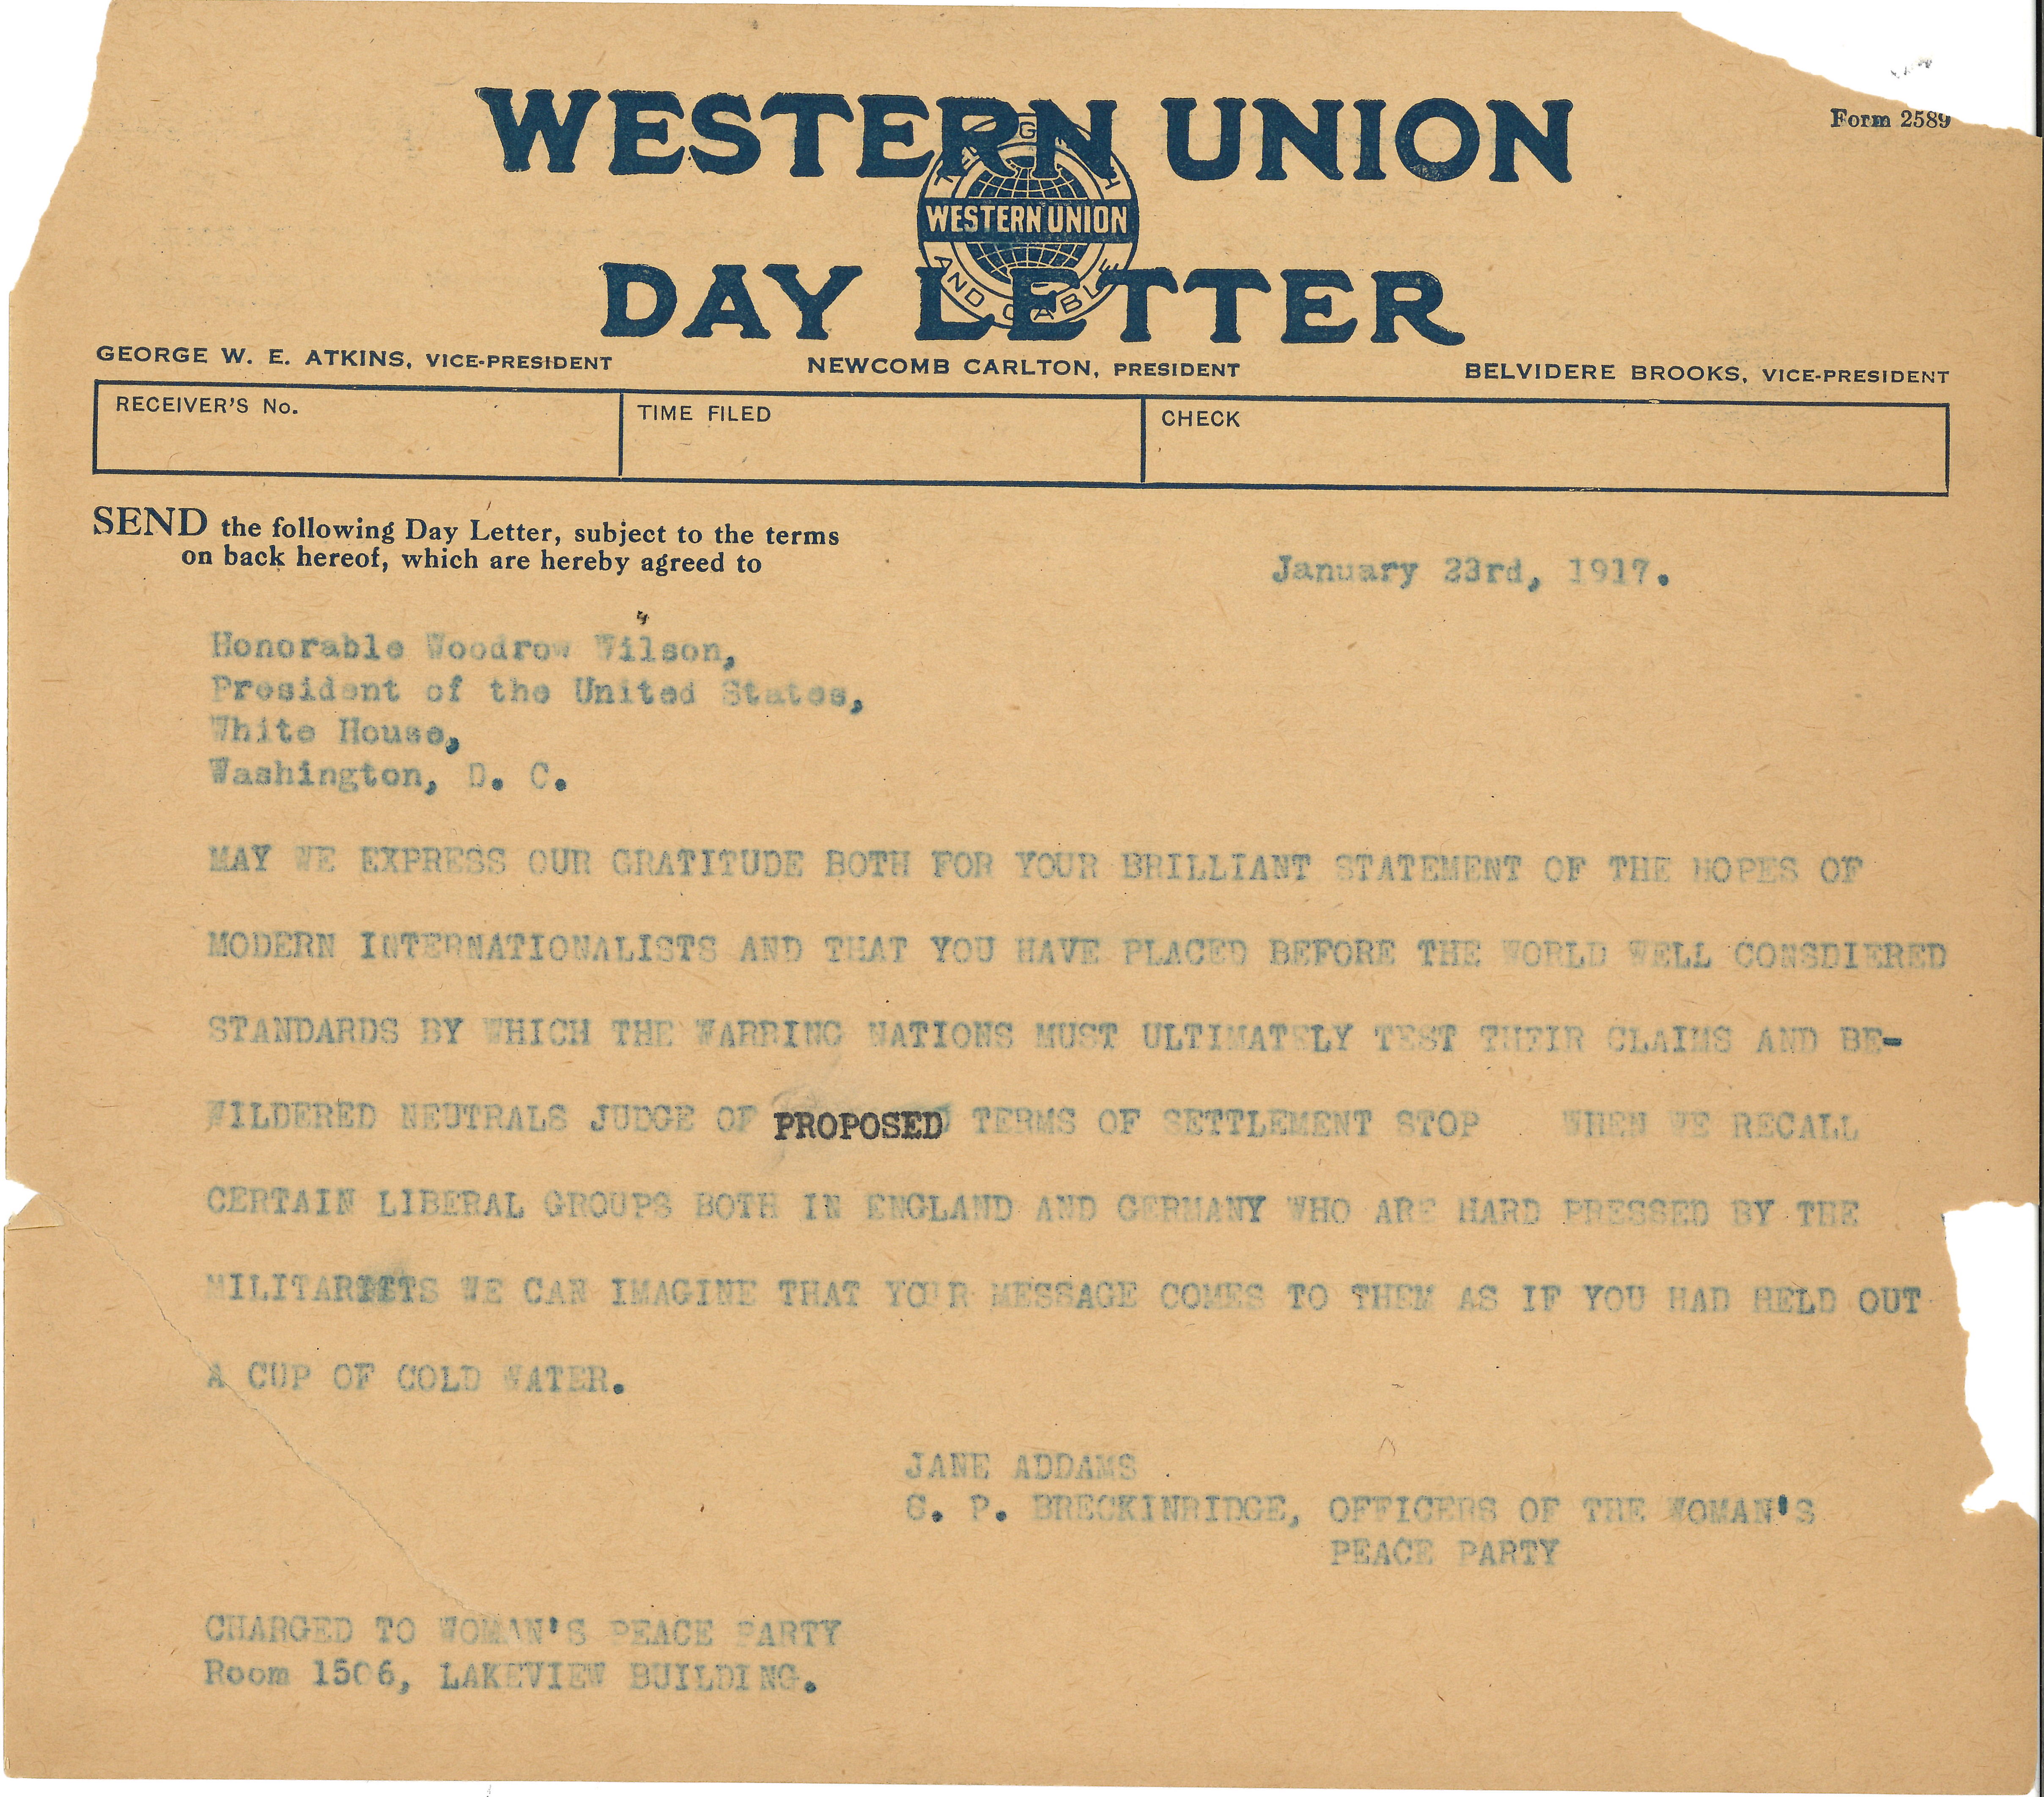 Form 2589
WESTERN UNION
TELEGRAPH
WESTERN UNION
AND CABLE
DAY LETTER
GEORGE W. E. ATKINS, VICE-PRESIDENT NEWCOMB CARLTON, PRESIDENT BELVIDERE BROOKS, VICE-PRESIDENT
RECEIVER'S No. TIME FILED CHECK
SEND the following Day Letter, subject to the terms
on back hereof, which are hereby agreed to
January 23rd, 1917.
Honorable Woodrow Wilson,
President of the United States,
White House,
Washington, D. C.
MAY WE EXPRESS OUR GRATITUDE BOTH FOR YOUR BRILLIANT STATEMENT OF THE HOPES OF
MODERN INTERNATIONALISTS AND THAT YOU HAVE PLACED BEFORE THE WORLD WELL CONSDIERED
STANDARDS BY WHICH THE WARRING NATIONS MUST ULTIMATELY TEST THEIR CLAIMS AND BE-
WILDERED NEUTRALS JUDGE OF PROPOSED TERMS OF SETTLEMENT STOP WHEN WE RECALL
CERTAIN LIBERAL GROUPS BOTH IN ENGLAND AND GERMANY WHO ARE HARD PRESSED BY THE
WE CAN IMAGINE THAT YOUR MESSAGE COMES TO THEM AS IF YOU HAD HELD OUT
A CUP OF COLD WATER.
JANE ADDAMS
S. P. BRECKINRIDGE, OFFICERS OF THE WOMAN'S
PEACE PARTY
CHARGED TO WOMAN'S PEACE PARTY
Room 1506, LAKEVIEW BUILDING.